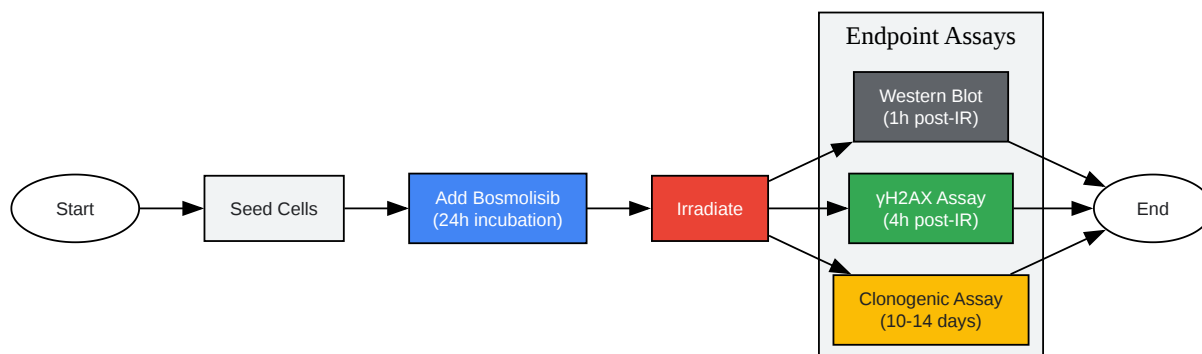 Start
Seed Cells
Add Bosmolisib
(24h incubation)
Irradiate
Endpoint Assays
Western Blot
(1h post-IR)
γH2AX Assay
(4h post-IR)
Clonogenic Assay
(10-14 days)
End